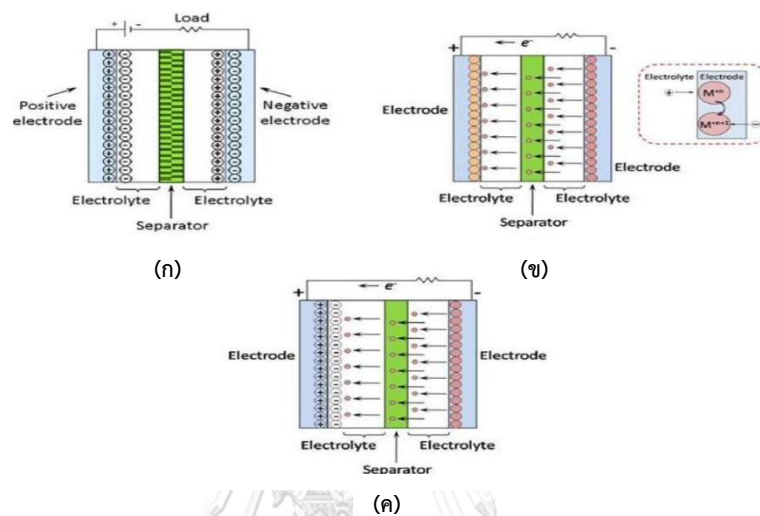 + - Load
Positive
electrode
Negative
electrode
Electrolyte Electrolyte
Separator
(ก)
e⁻
+ -
Electrode
Electrode
Electrolyte Electrolyte
Separator
Electrolyte Electrode
M⁺ⁿ
M⁺ⁿ⁺¹
(ข)
e⁻
+ -
Electrode Electrode
Electrolyte Electrolyte
Separator
(ค)